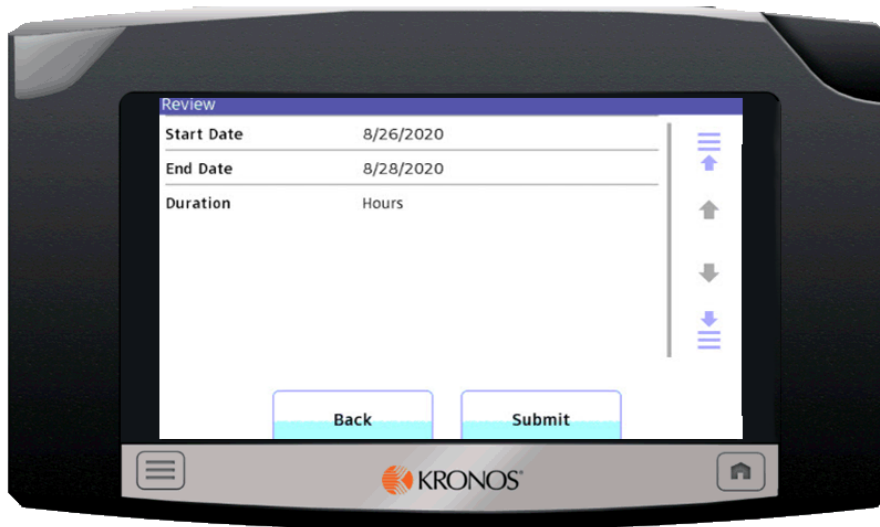 Review
Start Date 8/26/2020
End Date 8/28/2020
Duration Hours
Back Submit
KRONOS